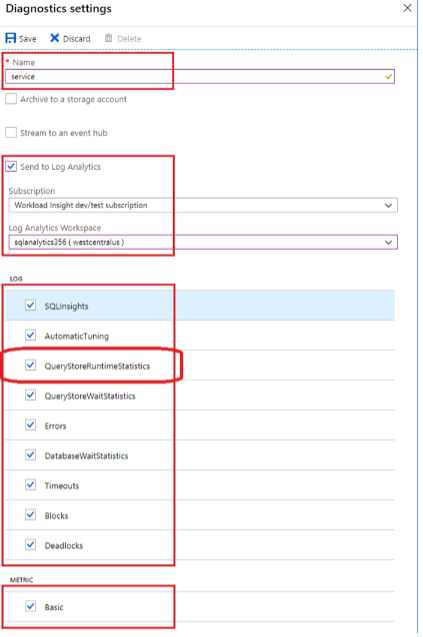 Diagnostics settings
Save Discard Delete
* Name
service
Archive to a storage account
Stream to an event hub
Send to Log Analytics
Subscription
Workload Insight dev/test subscription
Log Analytics Workspace
sqlanalytics356 ( westcentralus )
LOG
SQLInsights
AutomaticTuning
QueryStoreRuntimeStatistics
QueryStoreWaitStatistics
Errors
DatabaseWaitStatistics
Timeouts
Blocks
Deadlocks
METRIC
Basic